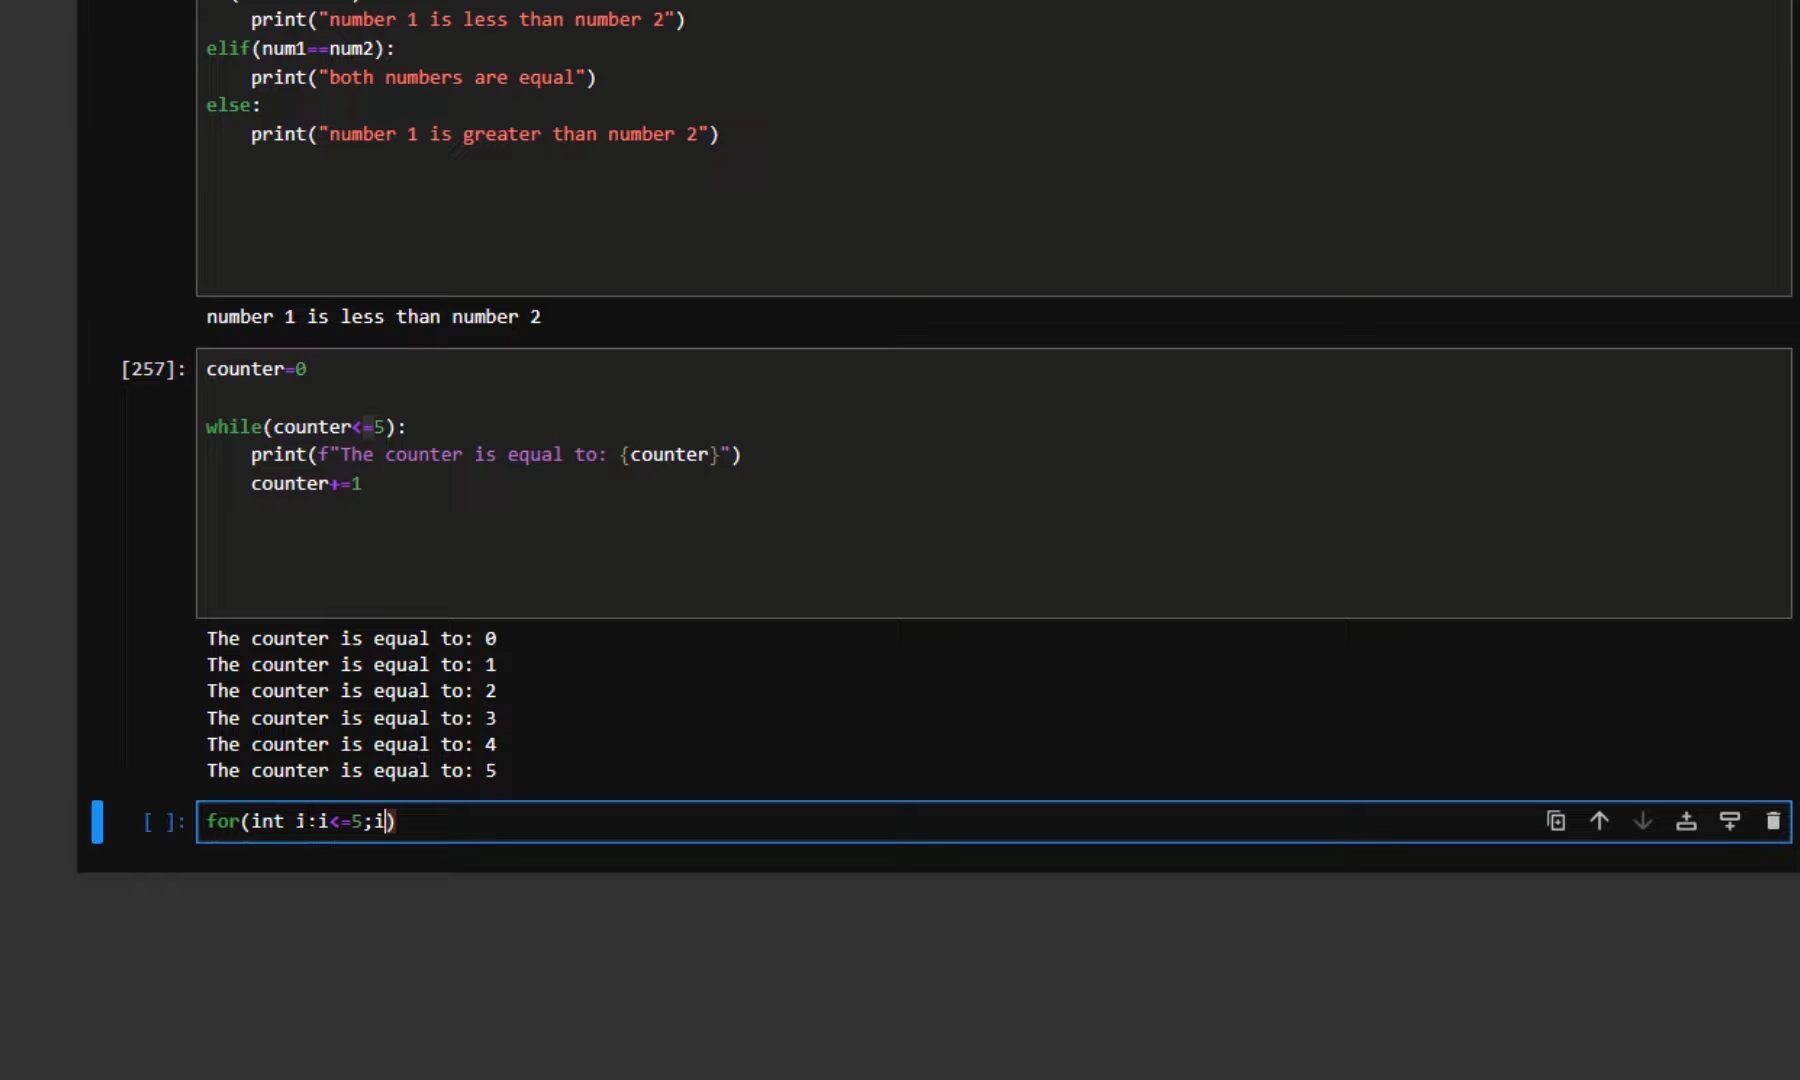 print("number 1 is less than number 2")
elif(num1==num2):
print("both numbers are equal")
else:
print("number 1 is greater than number 2")
number 1 is less than number 2
[257]: counter=0
while(counter<=5):
print(f"The counter is equal to: {counter}")
counter+=1
The counter is equal to: 0
The counter is equal to: 1
The counter is equal to: 2
The counter is equal to: 3
The counter is equal to: 4
The counter is equal to: 5
[ ]: for(int i:i<=5;i)